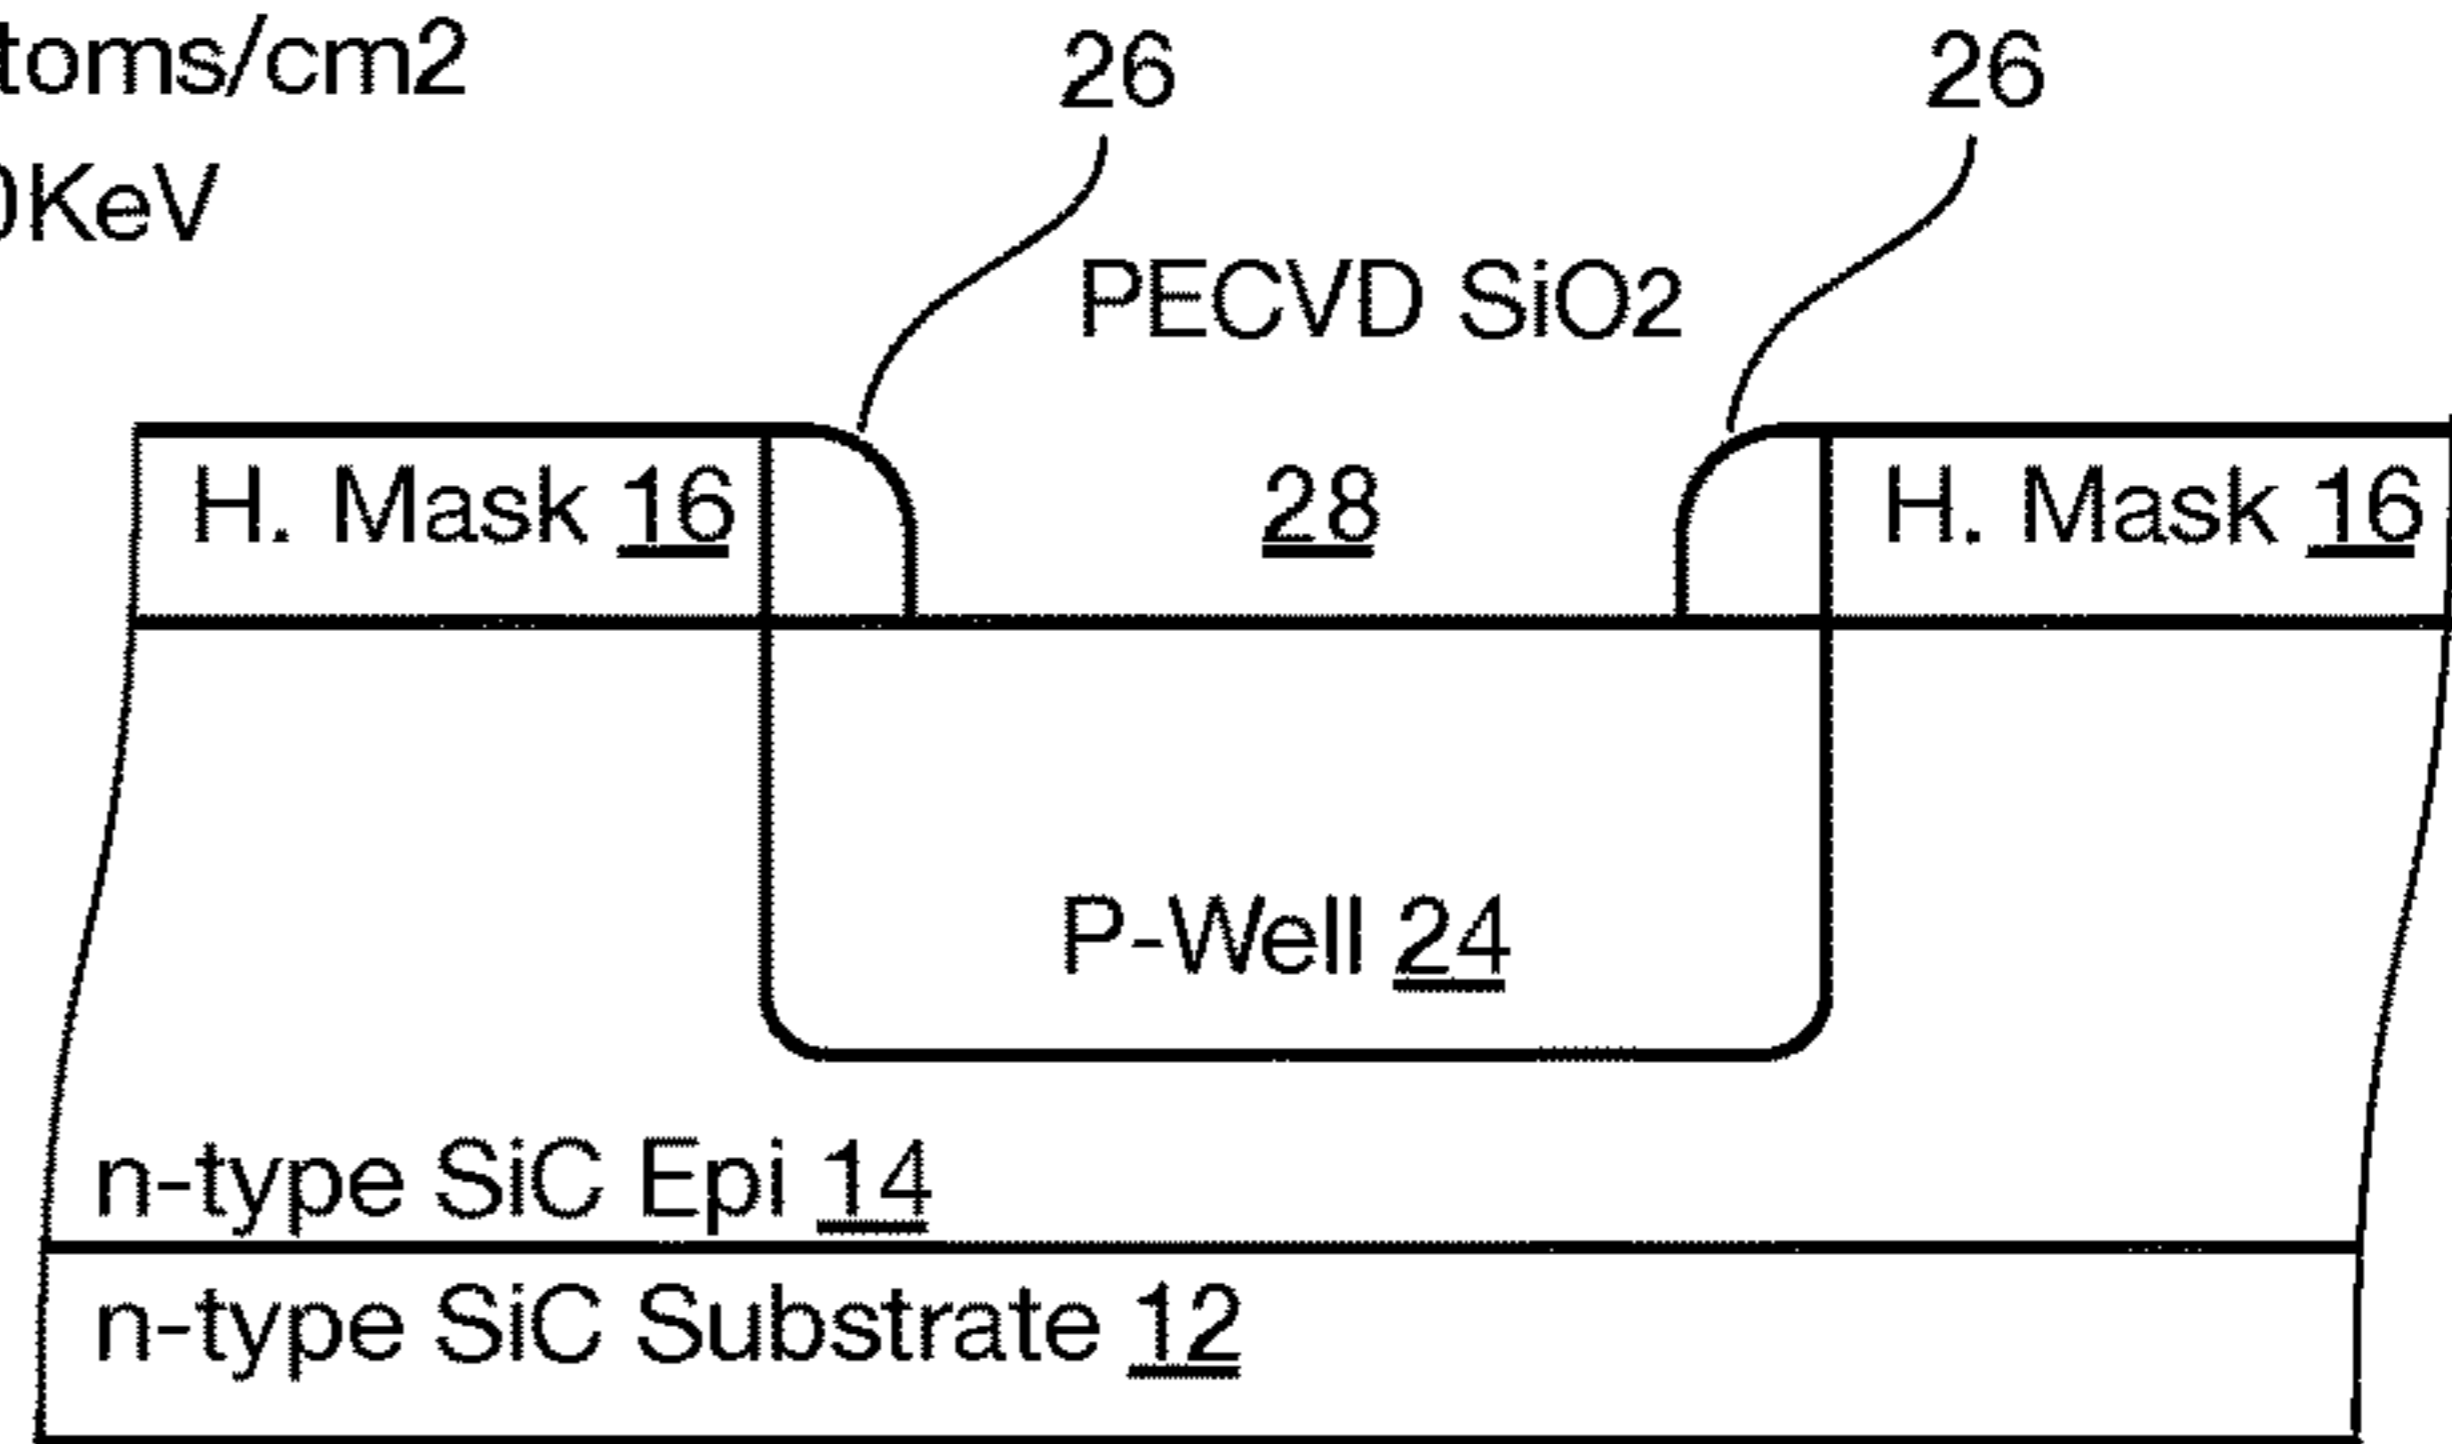 toms/cm2
26
26
0KeV
PECVD SiO2
H. Mask 16
28
H. Mask 16
P-Well 24
n-type SiC Epi 14
n-type SiC Substrate 12